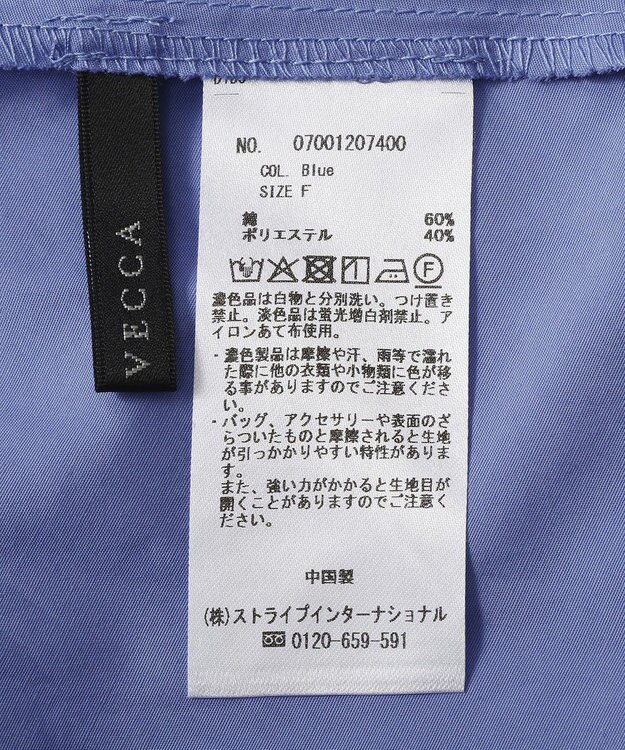 VECCA
NO. 07001207400
COL. Blue
SIZE F
綿 60%
ポリエステル 40%
濃色品は白物と分別洗い。つけ置き
禁止。淡色品は蛍光増白剤禁止。ア
イロンあて布使用。
・濃色製品は摩擦や汗、雨等で濡れ
た際に他の衣類や小物類に色が移
る事がありますのでご注意くださ
い。
・バッグ、アクセサリーや表面のざ
らついたものと摩擦されると生地
が引っかかりやすい特性がありま
す。
また、強い力がかかると生地目が
開くことがありますのでご注意く
ださい。
中国製
(株)ストライプインターナショナル
0120-659-591